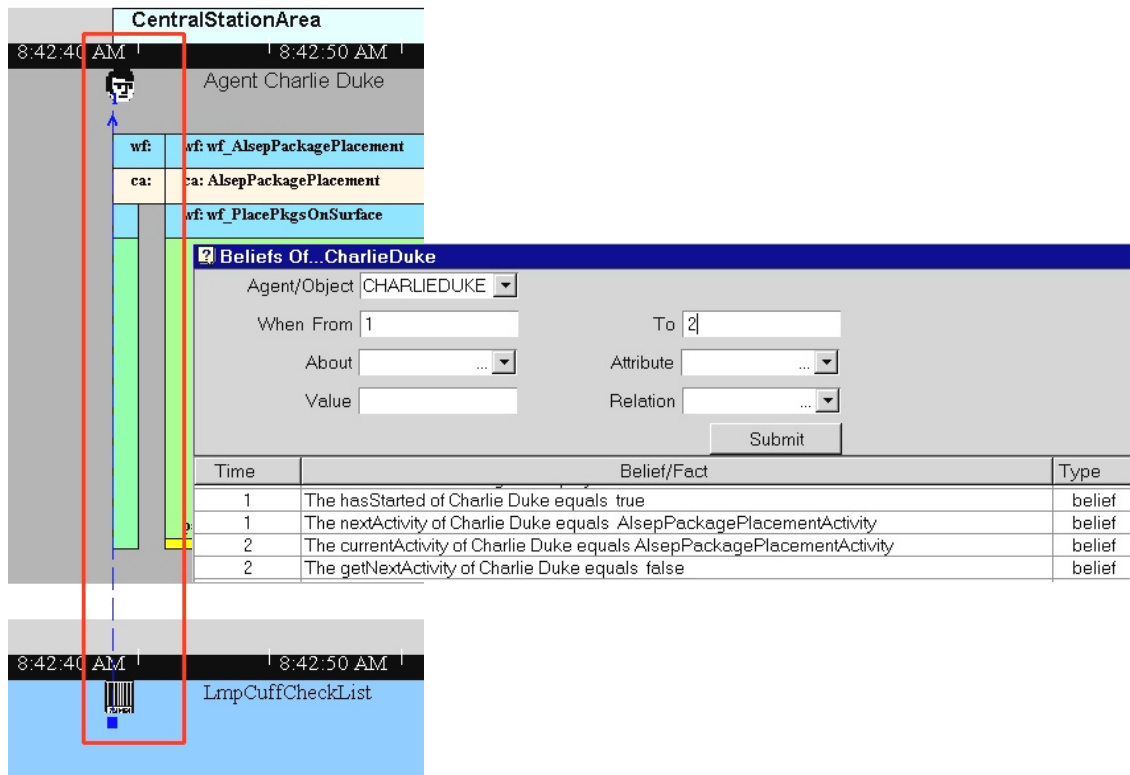 CentralStationArea
8:42:40 AM 8:42:50 AM
Agent Charlie Duke
wf: wf: wf_AlsepPackagePlacement
ca: ca: AlsepPackagePlacement
wf: wf_PlacePkgsOnSurface
Beliefs Of...CharlieDuke
Agent/Object CHARLIEDUKE
When From 1 To 2
About ... Attribute ...
Value Relation ...
Submit
Time Belief/Fact Type
1 The hasStarted of Charlie Duke equals true belief
1 The nextActivity of Charlie Duke equals AlsepPackagePlacementActivity belief
2 The currentActivity of Charlie Duke equals AlsepPackagePlacementActivity belief
2 The getNextActivity of Charlie Duke equals false belief
8:42:40 AM 8:42:50 AM
LmpCuffCheckList